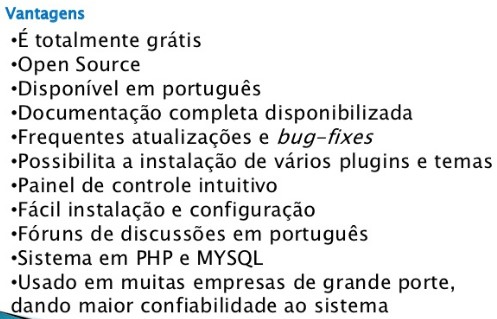 Vantagens
•É totalmente grátis
•Open Source
•Disponível em português
•Documentação completa disponibilizada
•Frequentes atualizações e bug-fixes
•Possibilita a instalação de vários plugins e temas
•Painel de controle intuitivo
•Fácil instalação e configuração
•Fóruns de discussões em português
•Sistema em PHP e MYSQL
•Usado em muitas empresas de grande porte,
dando maior confiabilidade ao sistema